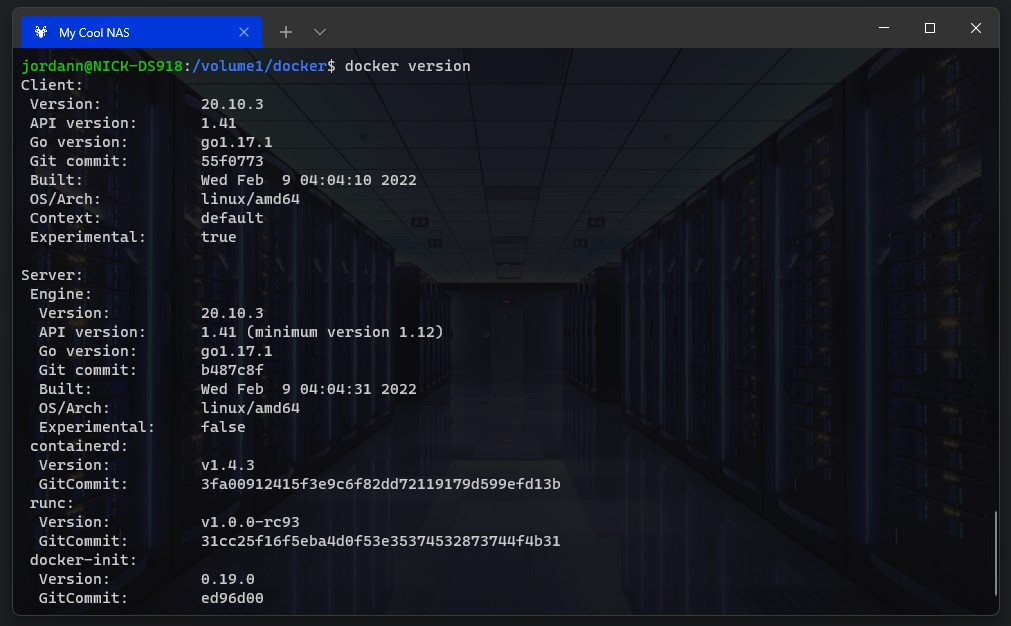 My Cool NAS
jordann@NICK-DS918:/volume1/docker$ docker version
Client:
 Version:           20.10.3
 API version:       1.41
 Go version:        go1.17.1
 Git commit:        55f0773
 Built:             Wed Feb  9 04:04:10 2022
 OS/Arch:           linux/amd64
 Context:           default
 Experimental:      true

Server:
 Engine:
  Version:          20.10.3
  API version:      1.41 (minimum version 1.12)
  Go version:       go1.17.1
  Git commit:       b487c8f
  Built:            Wed Feb  9 04:04:31 2022
  OS/Arch:          linux/amd64
  Experimental:     false
 containerd:
  Version:          v1.4.3
  GitCommit:        3fa00912415f3e9c6f82dd72119179d599efd13b
 runc:
  Version:          v1.0.0-rc93
  GitCommit:        31cc25f16f5eba4d0f53e35374532873744f4b31
 docker-init:
  Version:          0.19.0
  GitCommit:        ed96d00